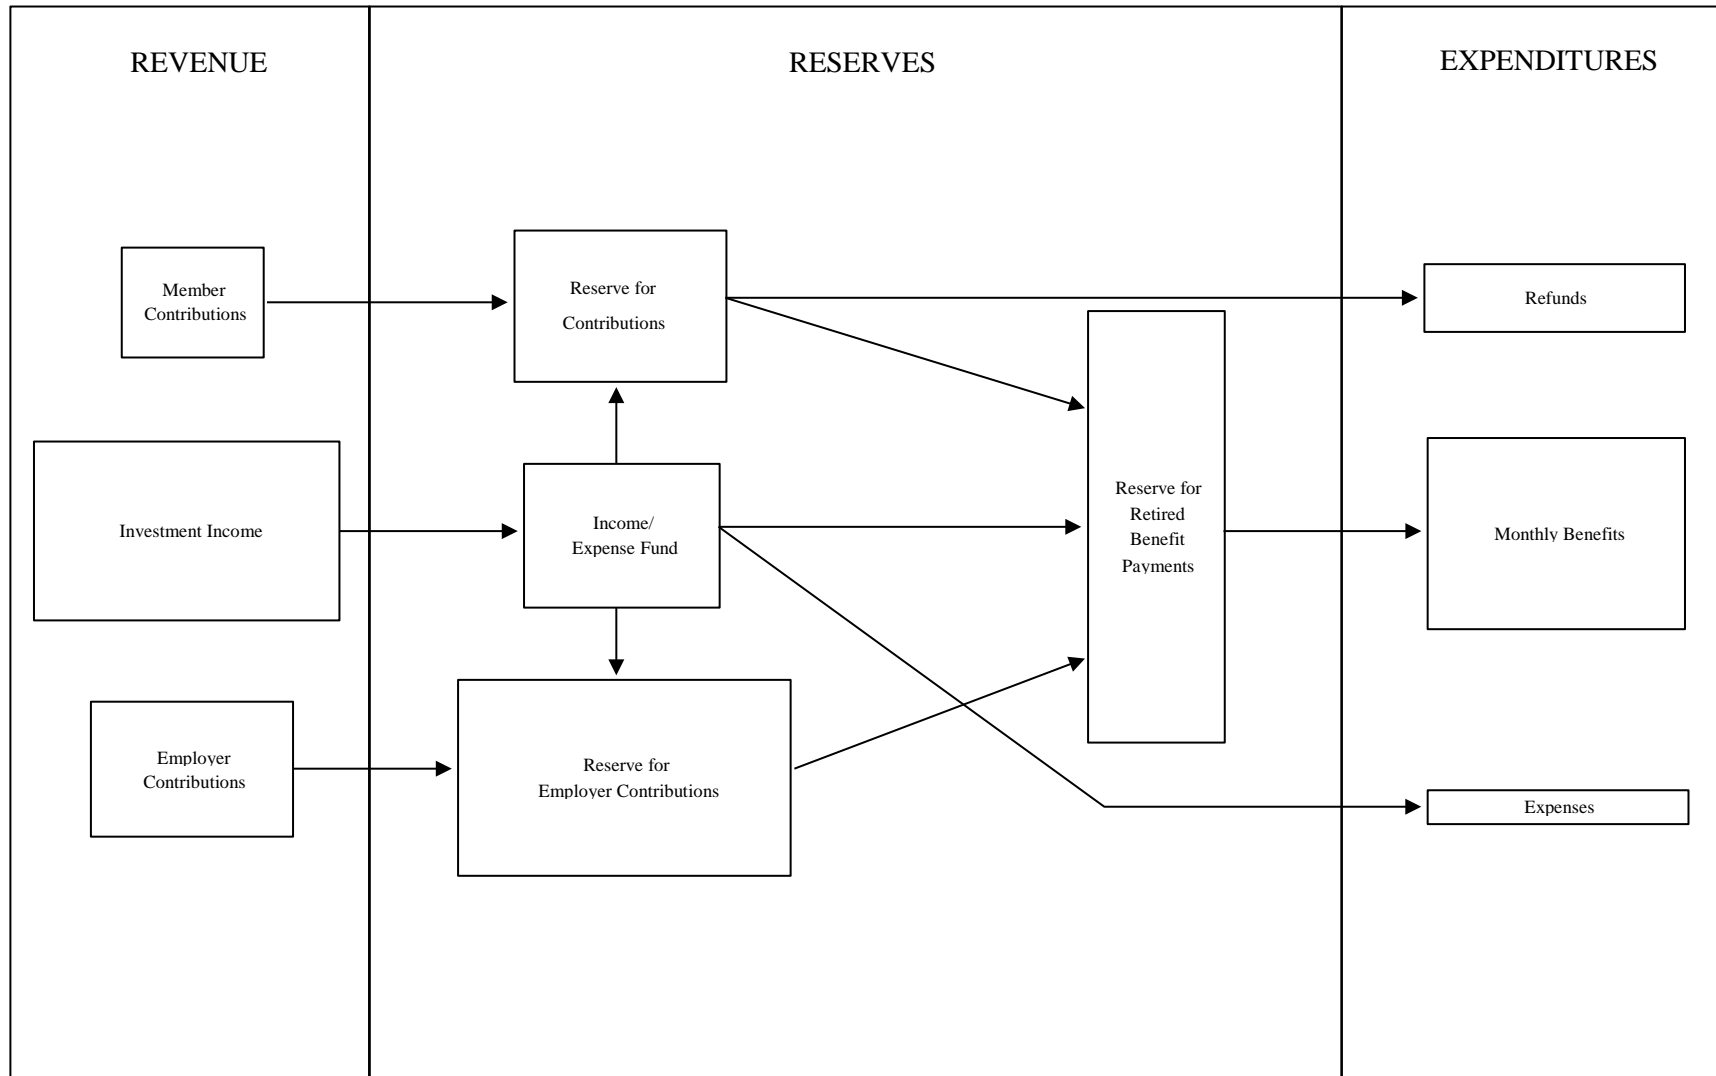 REVENUE
RESERVES
EXPENDITURES
Member
Contributions
Reserve for
Contributions
Refunds
Investment Income
Income/
Expense Fund
Reserve for
Retired
Benefit
Payments
Monthly Benefits
Employer
Contributions
Reserve for
Employer Contributions
Expenses